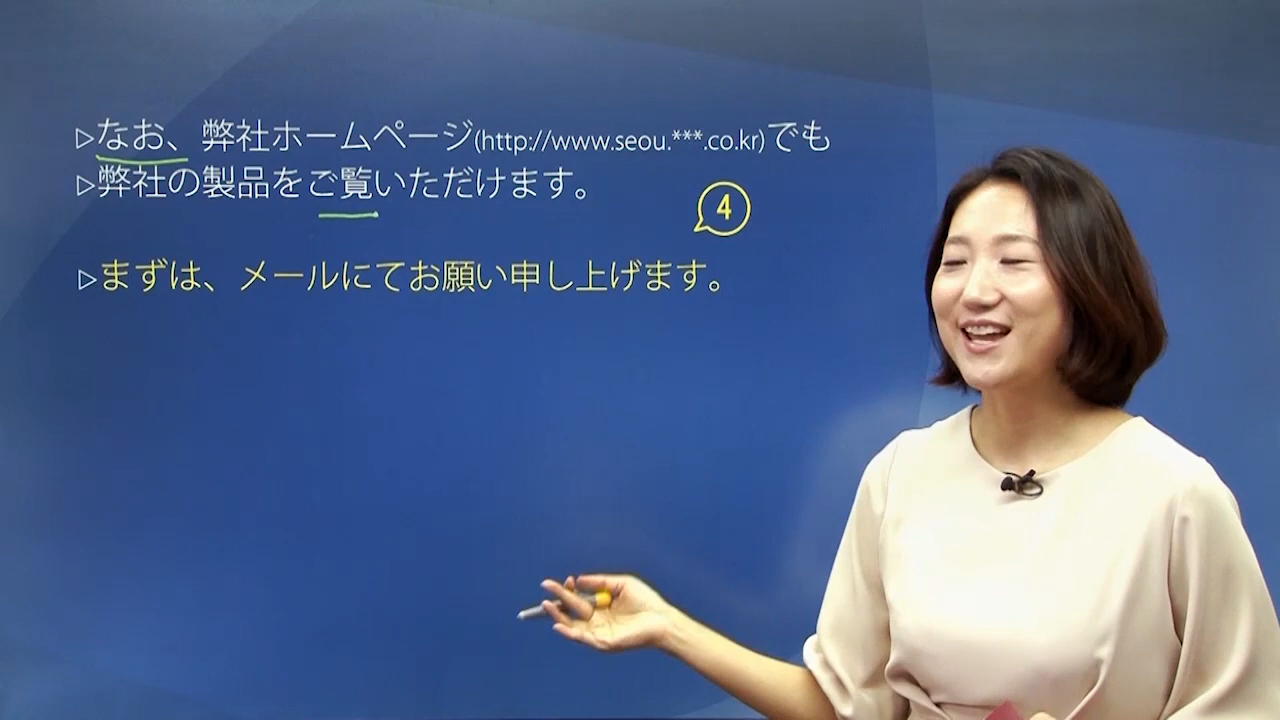 ▷なお、弊社ホームページ(http://www.seou.***.co.kr)でも
▷弊社の製品をご覧いただけます。
4
▷まずは、メールにてお願い申し上げます。